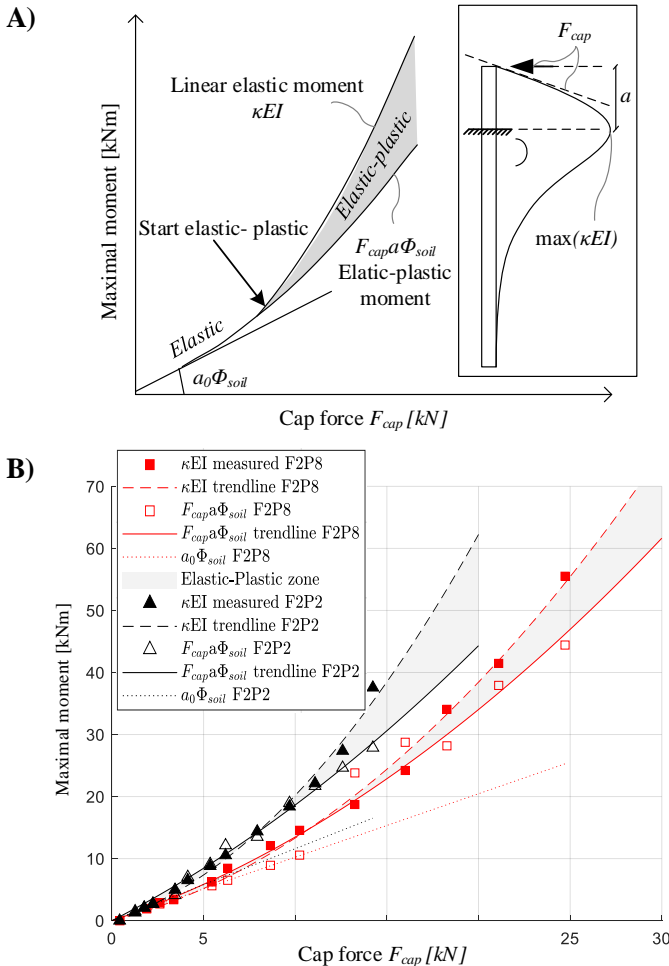 A)
Maximal moment [kNm]
Linear elastic moment
κEI
Elastic-plastic
Start elastic- plastic
F_cap aΦ_soil
Elatic-plastic
moment
Elastic
a_0Φ_soil
Cap force F_cap [kN]
F_cap
a
max(κEI)
B)
κEI measured F2P8
κEI trendline F2P8
F_cap aΦ_soil F2P8
F_cap aΦ_soil trendline F2P8
a_0Φ_soil F2P8
Elastic-Plastic zone
κEI measured F2P2
κEI trendline F2P2
F_cap aΦ_soil F2P2
F_cap aΦ_soil trendline F2P2
a_0Φ_soil F2P2
Maximal moment [kNm]
70
60
50
40
30
20
10
0
0 5 20 25 30
Cap force F_cap [kN]